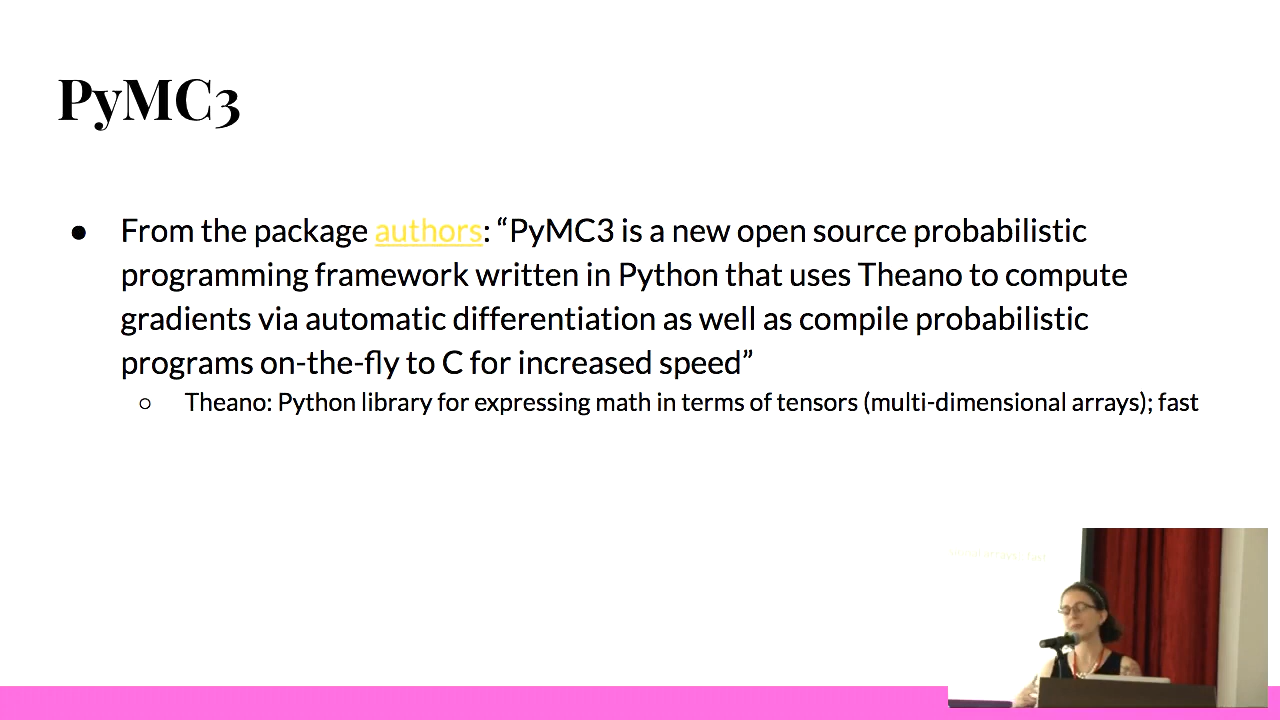 PyMC3
● From the package authors: “PyMC3 is a new open source probabilistic
programming framework written in Python that uses Theano to compute
gradients via automatic differentiation as well as compile probabilistic
programs on-the-fly to C for increased speed”
○ Theano: Python library for expressing math in terms of tensors (multi-dimensional arrays); fast